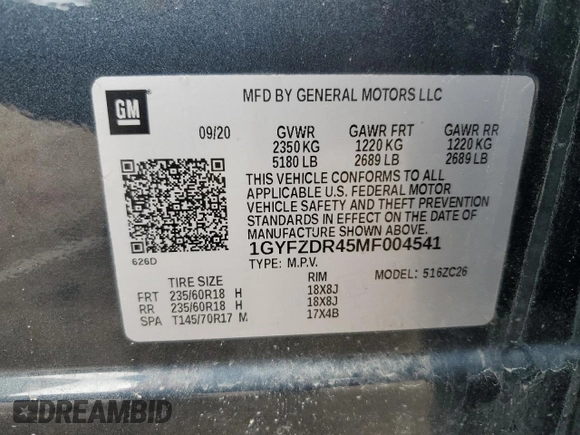 GM
MFD BY GENERAL MOTORS LLC
09/20 GVWR GAWR FRT GAWR RR
2350 KG 1220 KG 1220 KG
5180 LB 2689 LB 2689 LB
THIS VEHICLE CONFORMS TO ALL
APPLICABLE U.S. FEDERAL MOTOR
VEHICLE SAFETY AND THEFT PREVENTION
STANDARDS IN EFFECT ON THE DATE OF
MANUFACTURE SHOWN ABOVE.
1GYFZDR45MF004541
626D
TYPE: M.P.V. MODEL: 516ZC26
TIRE SIZE RIM
FRT 235/60R18 H 18X8J
RR 235/60R18 H 18X8J
SPA T145/70R17 M 17X4B
DREAMBID